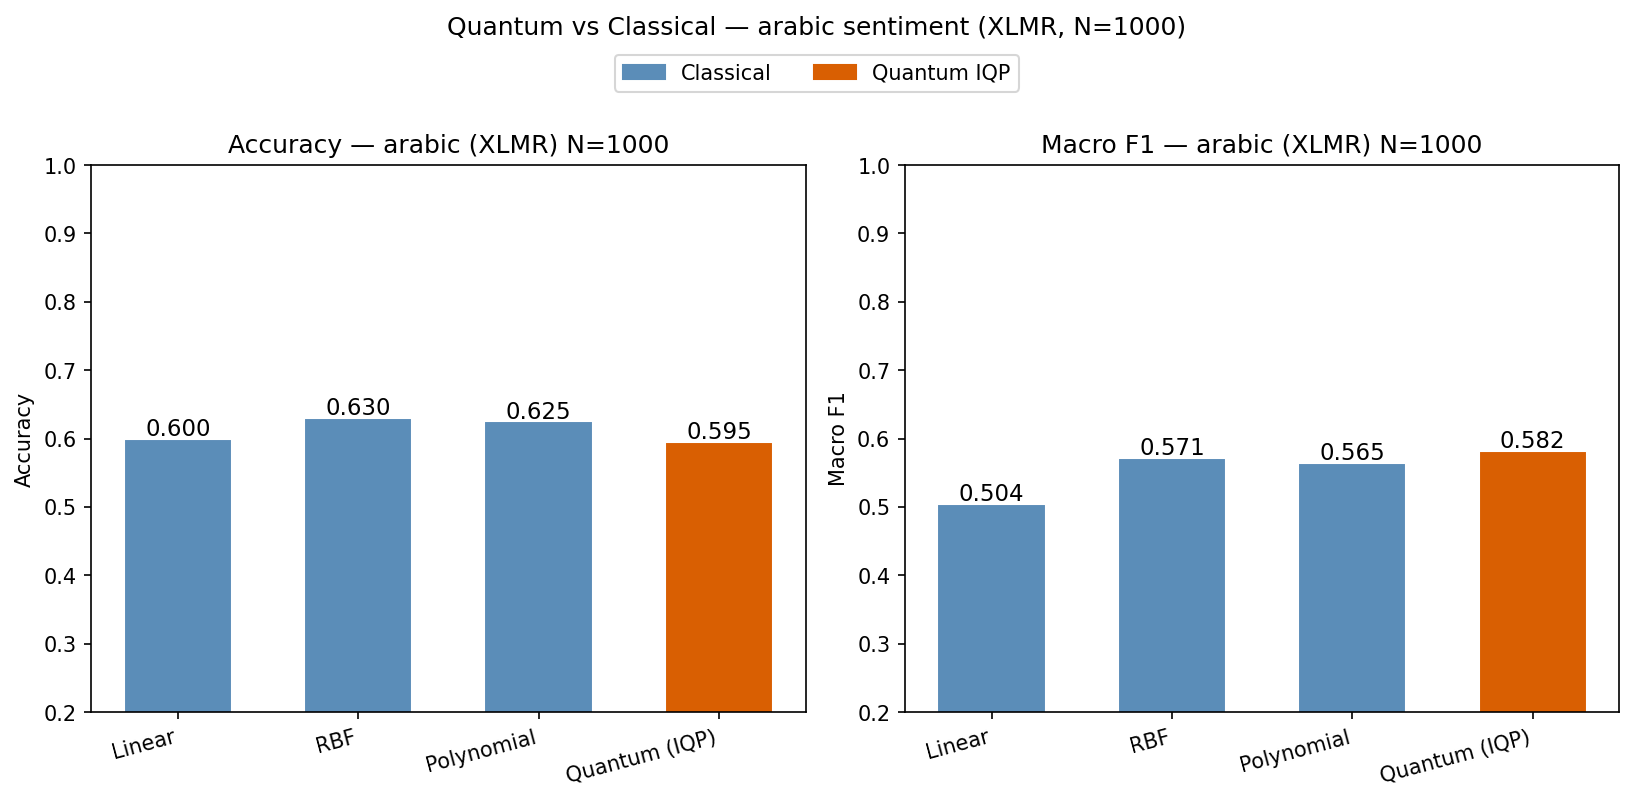 Quantum vs Classical — arabic sentiment (XLMR, N=1000)
Classical
Quantum IQP
Accuracy — arabic (XLMR) N=1000
1.0
0.9
0.8
0.7
0.6
0.5
0.4
0.3
0.2
Accuracy
0.600
0.630
0.625
0.595
Linear
RBF
Polynomial
Quantum (IQP)
Macro F1 — arabic (XLMR) N=1000
1.0
0.9
0.8
0.7
0.6
0.5
0.4
0.3
0.2
Macro F1
0.504
0.571
0.565
0.582
Linear
RBF
Polynomial
Quantum (IQP)